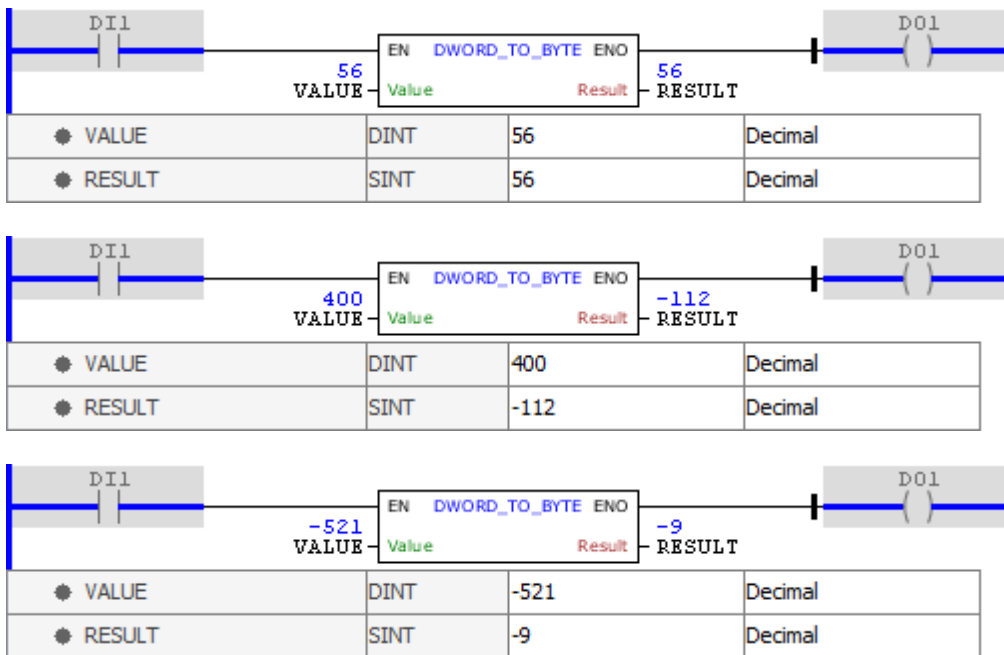 DI1 DO1
EN DWORD_TO_BYTE ENO
56 56
VALUE Value Result RESULT
VALUE DINT 56 Decimal
RESULT SINT 56 Decimal
DI1 DO1
EN DWORD_TO_BYTE ENO
400 -112
VALUE Value Result RESULT
VALUE DINT 400 Decimal
RESULT SINT -112 Decimal
DI1 DO1
EN DWORD_TO_BYTE ENO
-521 -9
VALUE Value Result RESULT
VALUE DINT -521 Decimal
RESULT SINT -9 Decimal